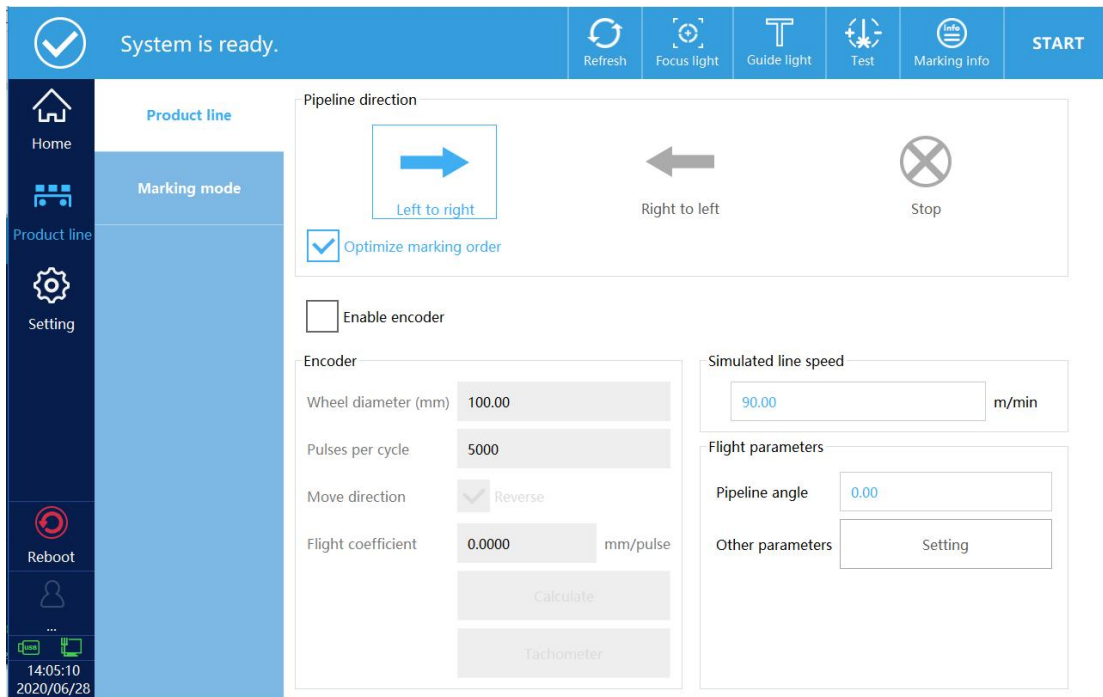 System is ready.
Refresh
Focus light
Guide light
Test
Info
Marking info
START
Home
Product line
Setting
Reboot
...
USB
14:05:10
2020/06/28
Product line
Marking mode
Pipeline direction
Left to right
Right to left
Stop
Optimize marking order
Enable encoder
Encoder
Wheel diameter (mm) 100.00
Pulses per cycle 5000
Move direction Reverse
Flight coefficient 0.0000 mm/pulse
Calculate
Tachometer
Simulated line speed
90.00 m/min
Flight parameters
Pipeline angle 0.00
Other parameters Setting